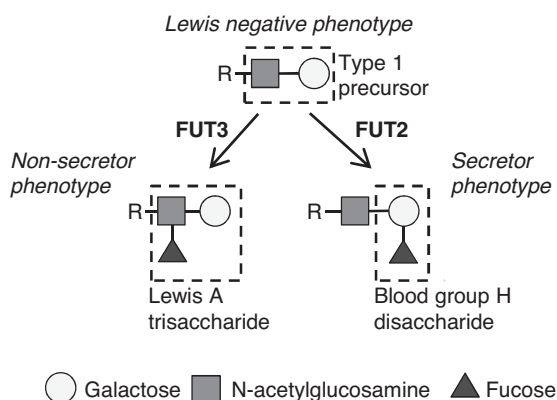 Lewis negative phenotype
R
Type 1
precursor
FUT3
FUT2
Non-secretor
phenotype
Secretor
phenotype
R
R
Lewis A
trisaccharide
Blood group H
disaccharide
Galactose
N-acetylglucosamine
Fucose